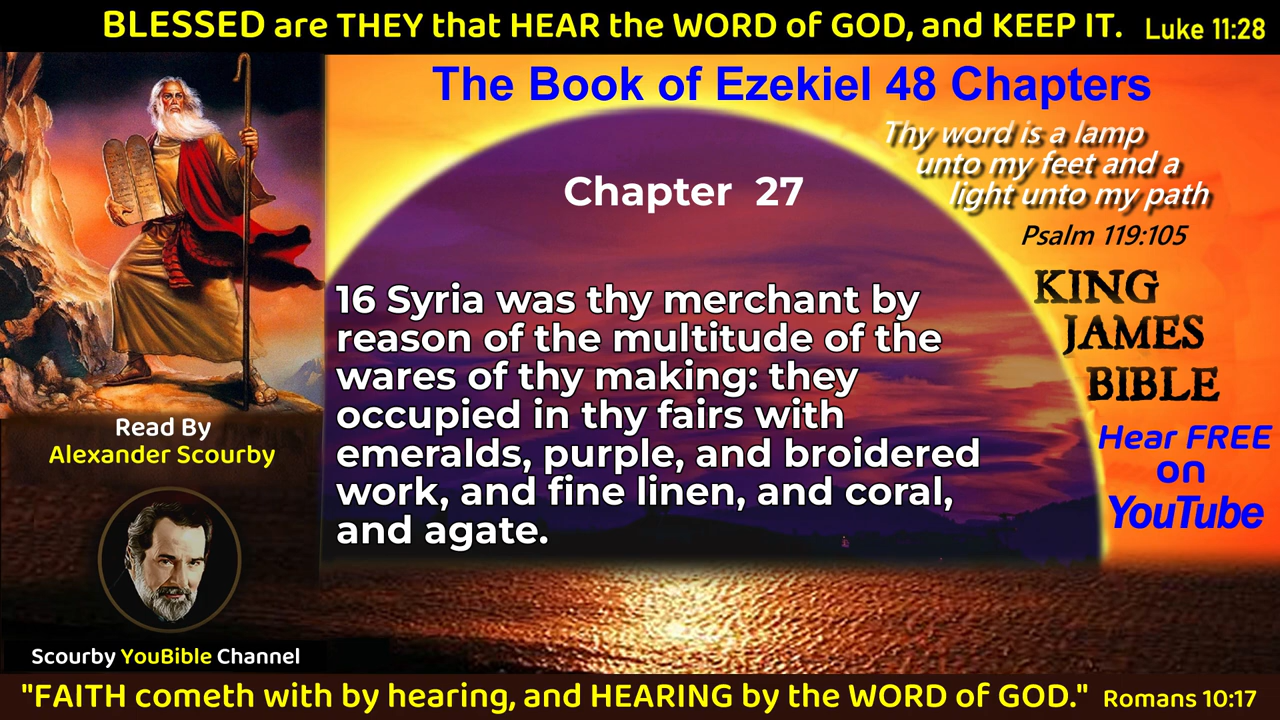 BLESSED are THEY that HEAR the WORD of GOD, and KEEP IT. Luke 11:28
The Book of Ezekiel 48 Chapters
Thy word is a lamp
unto my feet and a
light unto my path
Psalm 119:105
Chapter 27
KING
JAMES
BIBLE
16 Syria was thy merchant by
reason of the multitude of the
wares of thy making: they
occupied in thy fairs with
emeralds, purple, and broidered
work, and fine linen, and coral,
and agate.
Hear FREE
on
YouTube
Read By
Alexander Scourby
Scourby YouBible Channel
"FAITH cometh with by hearing, and HEARING by the WORD of GOD." Romans 10:17